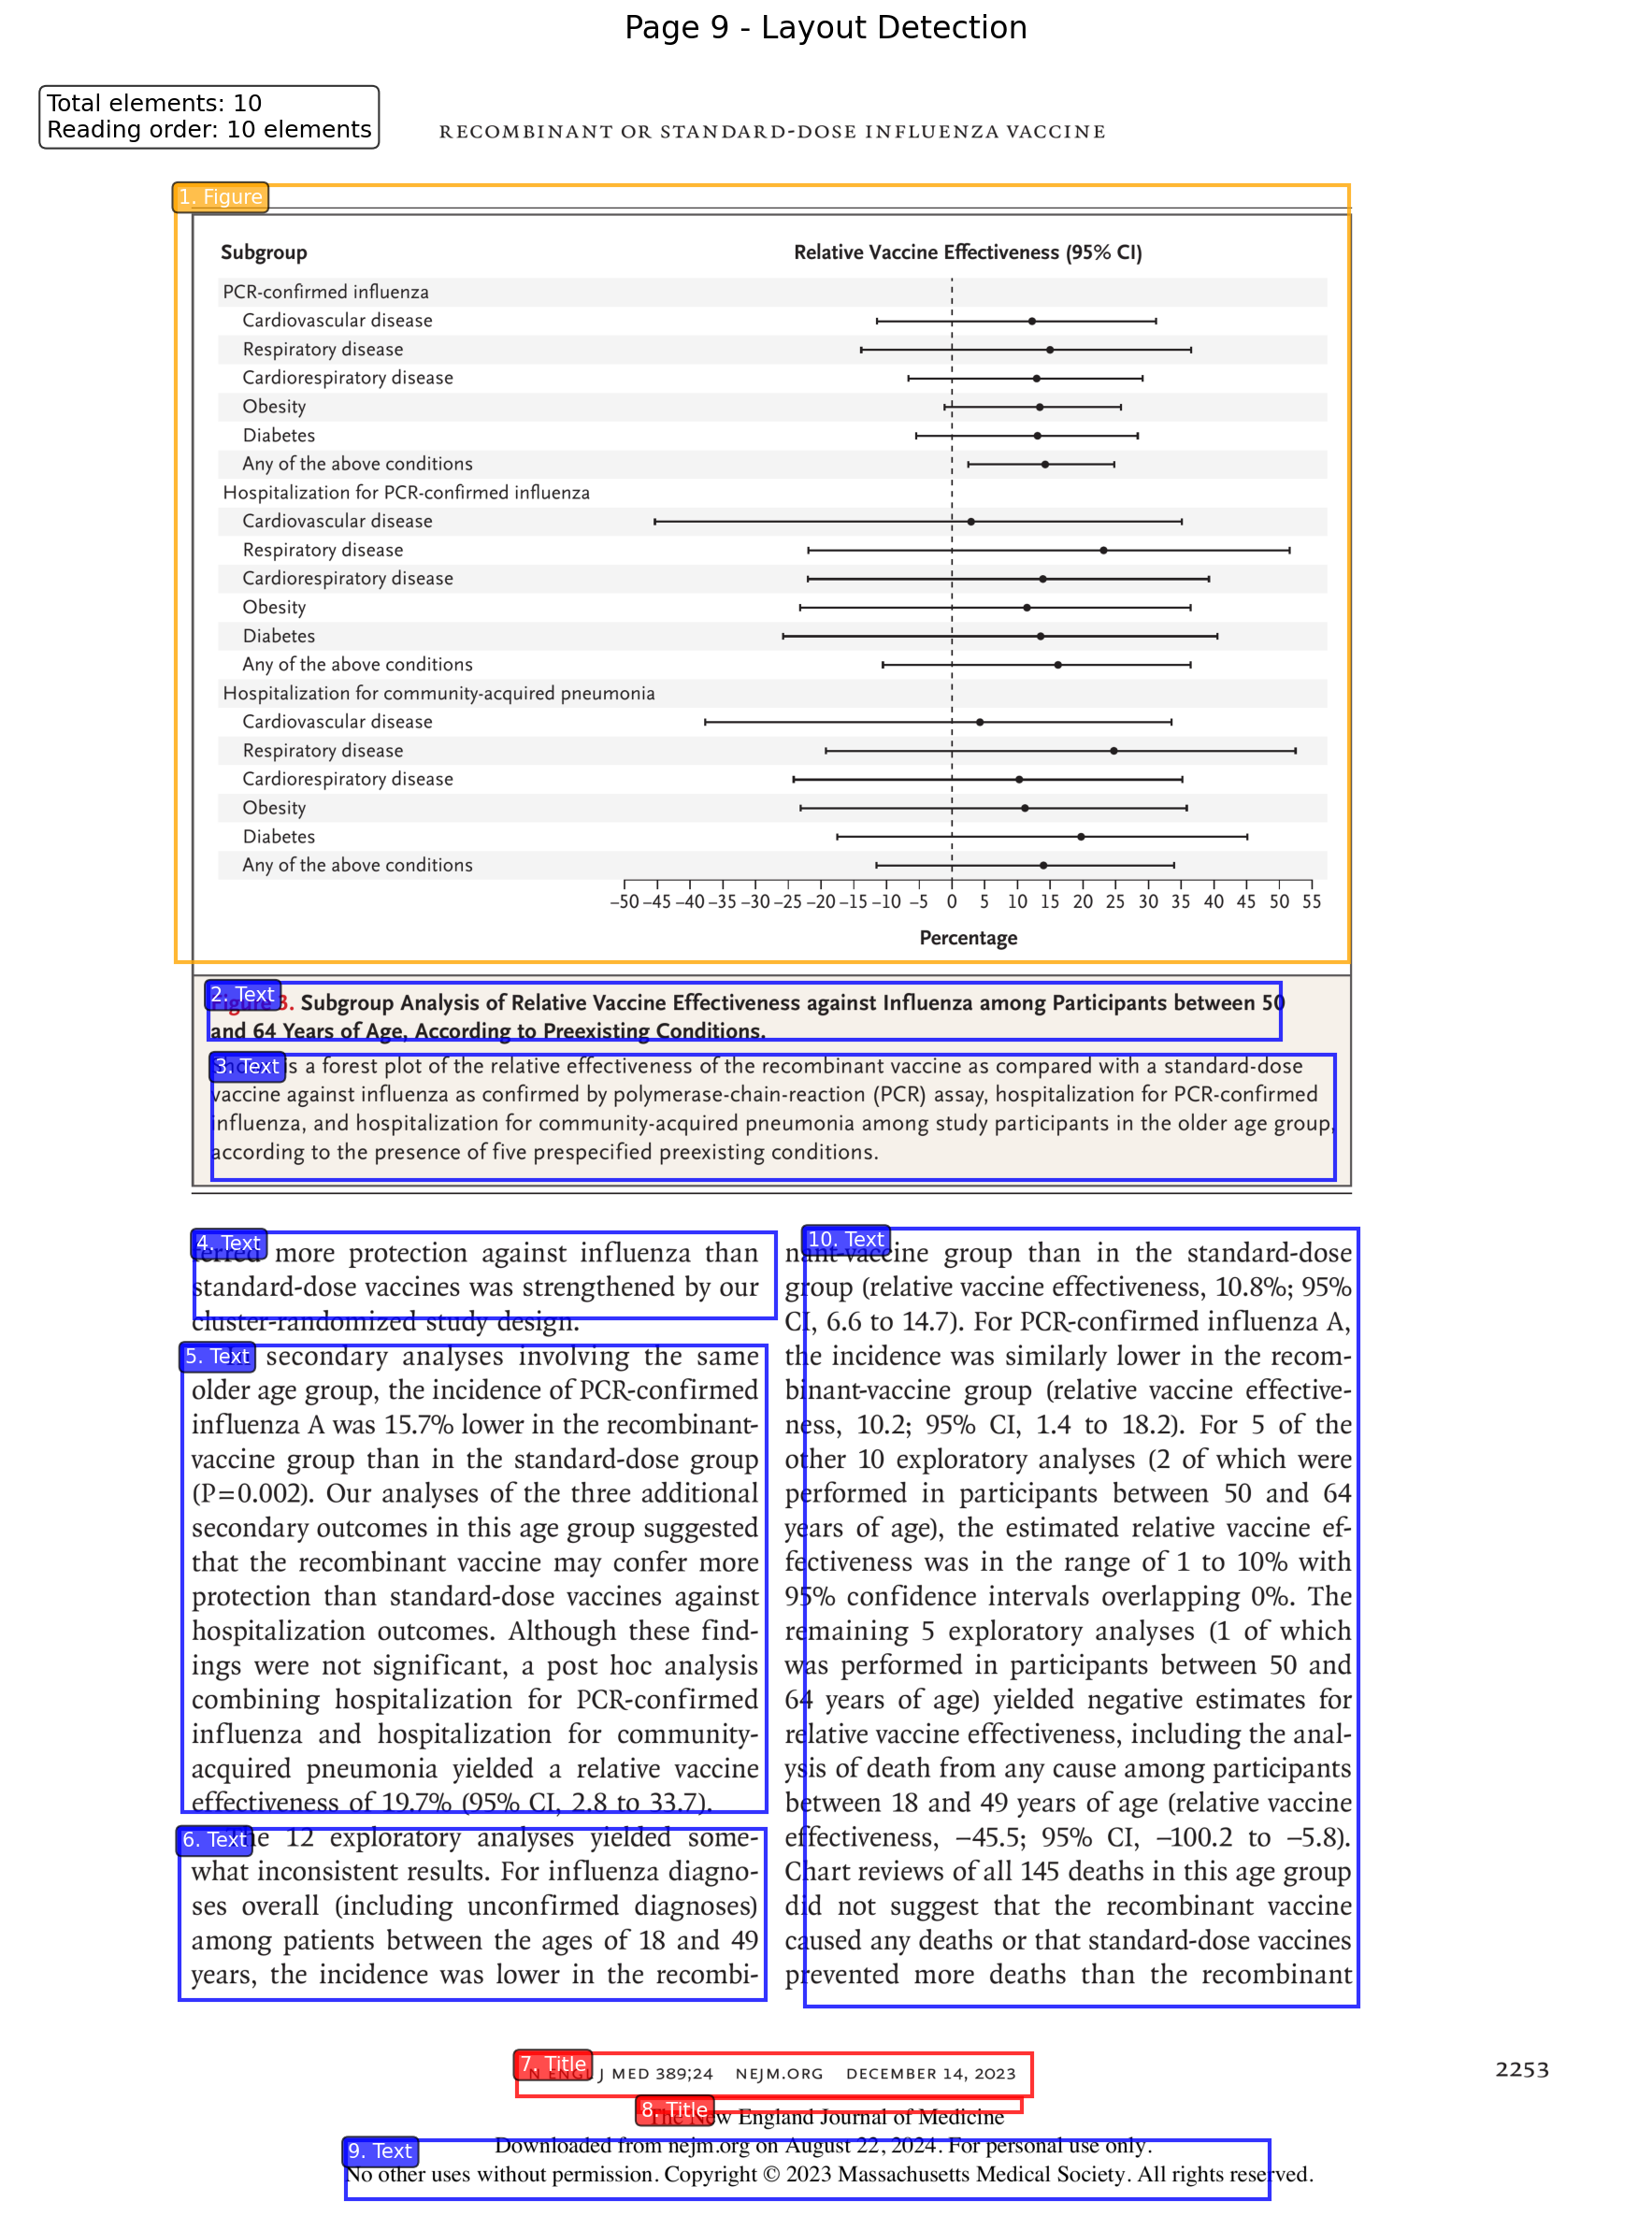 Page 9 - Layout Detection
Total elements: 10
Reading order: 10 elements
RECOMBINANT OR STANDARD-DOSE INFLUENZA VACCINE
1. Figure
Subgroup Relative Vaccine Effectiveness (95% CI)
PCR-confirmed influenza
Cardiovascular disease
Respiratory disease
Cardiorespiratory disease
Obesity
Diabetes
Any of the above conditions
Hospitalization for PCR-confirmed influenza
Cardiovascular disease
Respiratory disease
Cardiorespiratory disease
Obesity
Diabetes
Any of the above conditions
Hospitalization for community-acquired pneumonia
Cardiovascular disease
Respiratory disease
Cardiorespiratory disease
Obesity
Diabetes
Any of the above conditions
–50 –45 –40 –35 –30 –25 –20 –15 –10 –5 0 5 10 15 20 25 30 35 40 45 50 55
Percentage
2. Text
Figure 3. Subgroup Analysis of Relative Vaccine Effectiveness against Influenza among Participants between 50
and 64 Years of Age, According to Preexisting Conditions.
3. Text
is a forest plot of the relative effectiveness of the recombinant vaccine as compared with a standard-dose
vaccine against influenza as confirmed by polymerase-chain-reaction (PCR) assay, hospitalization for PCR-confirmed
influenza, and hospitalization for community-acquired pneumonia among study participants in the older age group,
according to the presence of five prespecified preexisting conditions.
4. Text
ferred more protection against influenza than
standard-dose vaccines was strengthened by our
cluster-randomized study design.
5. Text
In secondary analyses involving the same
older age group, the incidence of PCR-confirmed
influenza A was 15.7% lower in the recombinant-
vaccine group than in the standard-dose group
(P=0.002). Our analyses of the three additional
secondary outcomes in this age group suggested
that the recombinant vaccine may confer more
protection than standard-dose vaccines against
hospitalization outcomes. Although these find-
ings were not significant, a post hoc analysis
combining hospitalization for PCR-confirmed
influenza and hospitalization for community-
acquired pneumonia yielded a relative vaccine
effectiveness of 19.7% (95% CI, 2.8 to 33.7).
6. Text
The 12 exploratory analyses yielded some-
what inconsistent results. For influenza diagno-
ses overall (including unconfirmed diagnoses)
among patients between the ages of 18 and 49
years, the incidence was lower in the recombi-
10. Text
nant-vaccine group than in the standard-dose
group (relative vaccine effectiveness, 10.8%; 95%
CI, 6.6 to 14.7). For PCR-confirmed influenza A,
the incidence was similarly lower in the recom-
binant-vaccine group (relative vaccine effective-
ness, 10.2; 95% CI, 1.4 to 18.2). For 5 of the
other 10 exploratory analyses (2 of which were
performed in participants between 50 and 64
years of age), the estimated relative vaccine ef-
fectiveness was in the range of 1 to 10% with
95% confidence intervals overlapping 0%. The
remaining 5 exploratory analyses (1 of which
was performed in participants between 50 and
64 years of age) yielded negative estimates for
relative vaccine effectiveness, including the anal-
ysis of death from any cause among participants
between 18 and 49 years of age (relative vaccine
effectiveness, –45.5; 95% CI, –100.2 to –5.8).
Chart reviews of all 145 deaths in this age group
did not suggest that the recombinant vaccine
caused any deaths or that standard-dose vaccines
prevented more deaths than the recombinant
7. Title
N ENGL J MED 389;24 NEJM.ORG DECEMBER 14, 2023
2253
8. Title
The New England Journal of Medicine
9. Text
Downloaded from nejm.org on August 22, 2024. For personal use only.
No other uses without permission. Copyright © 2023 Massachusetts Medical Society. All rights reserved.